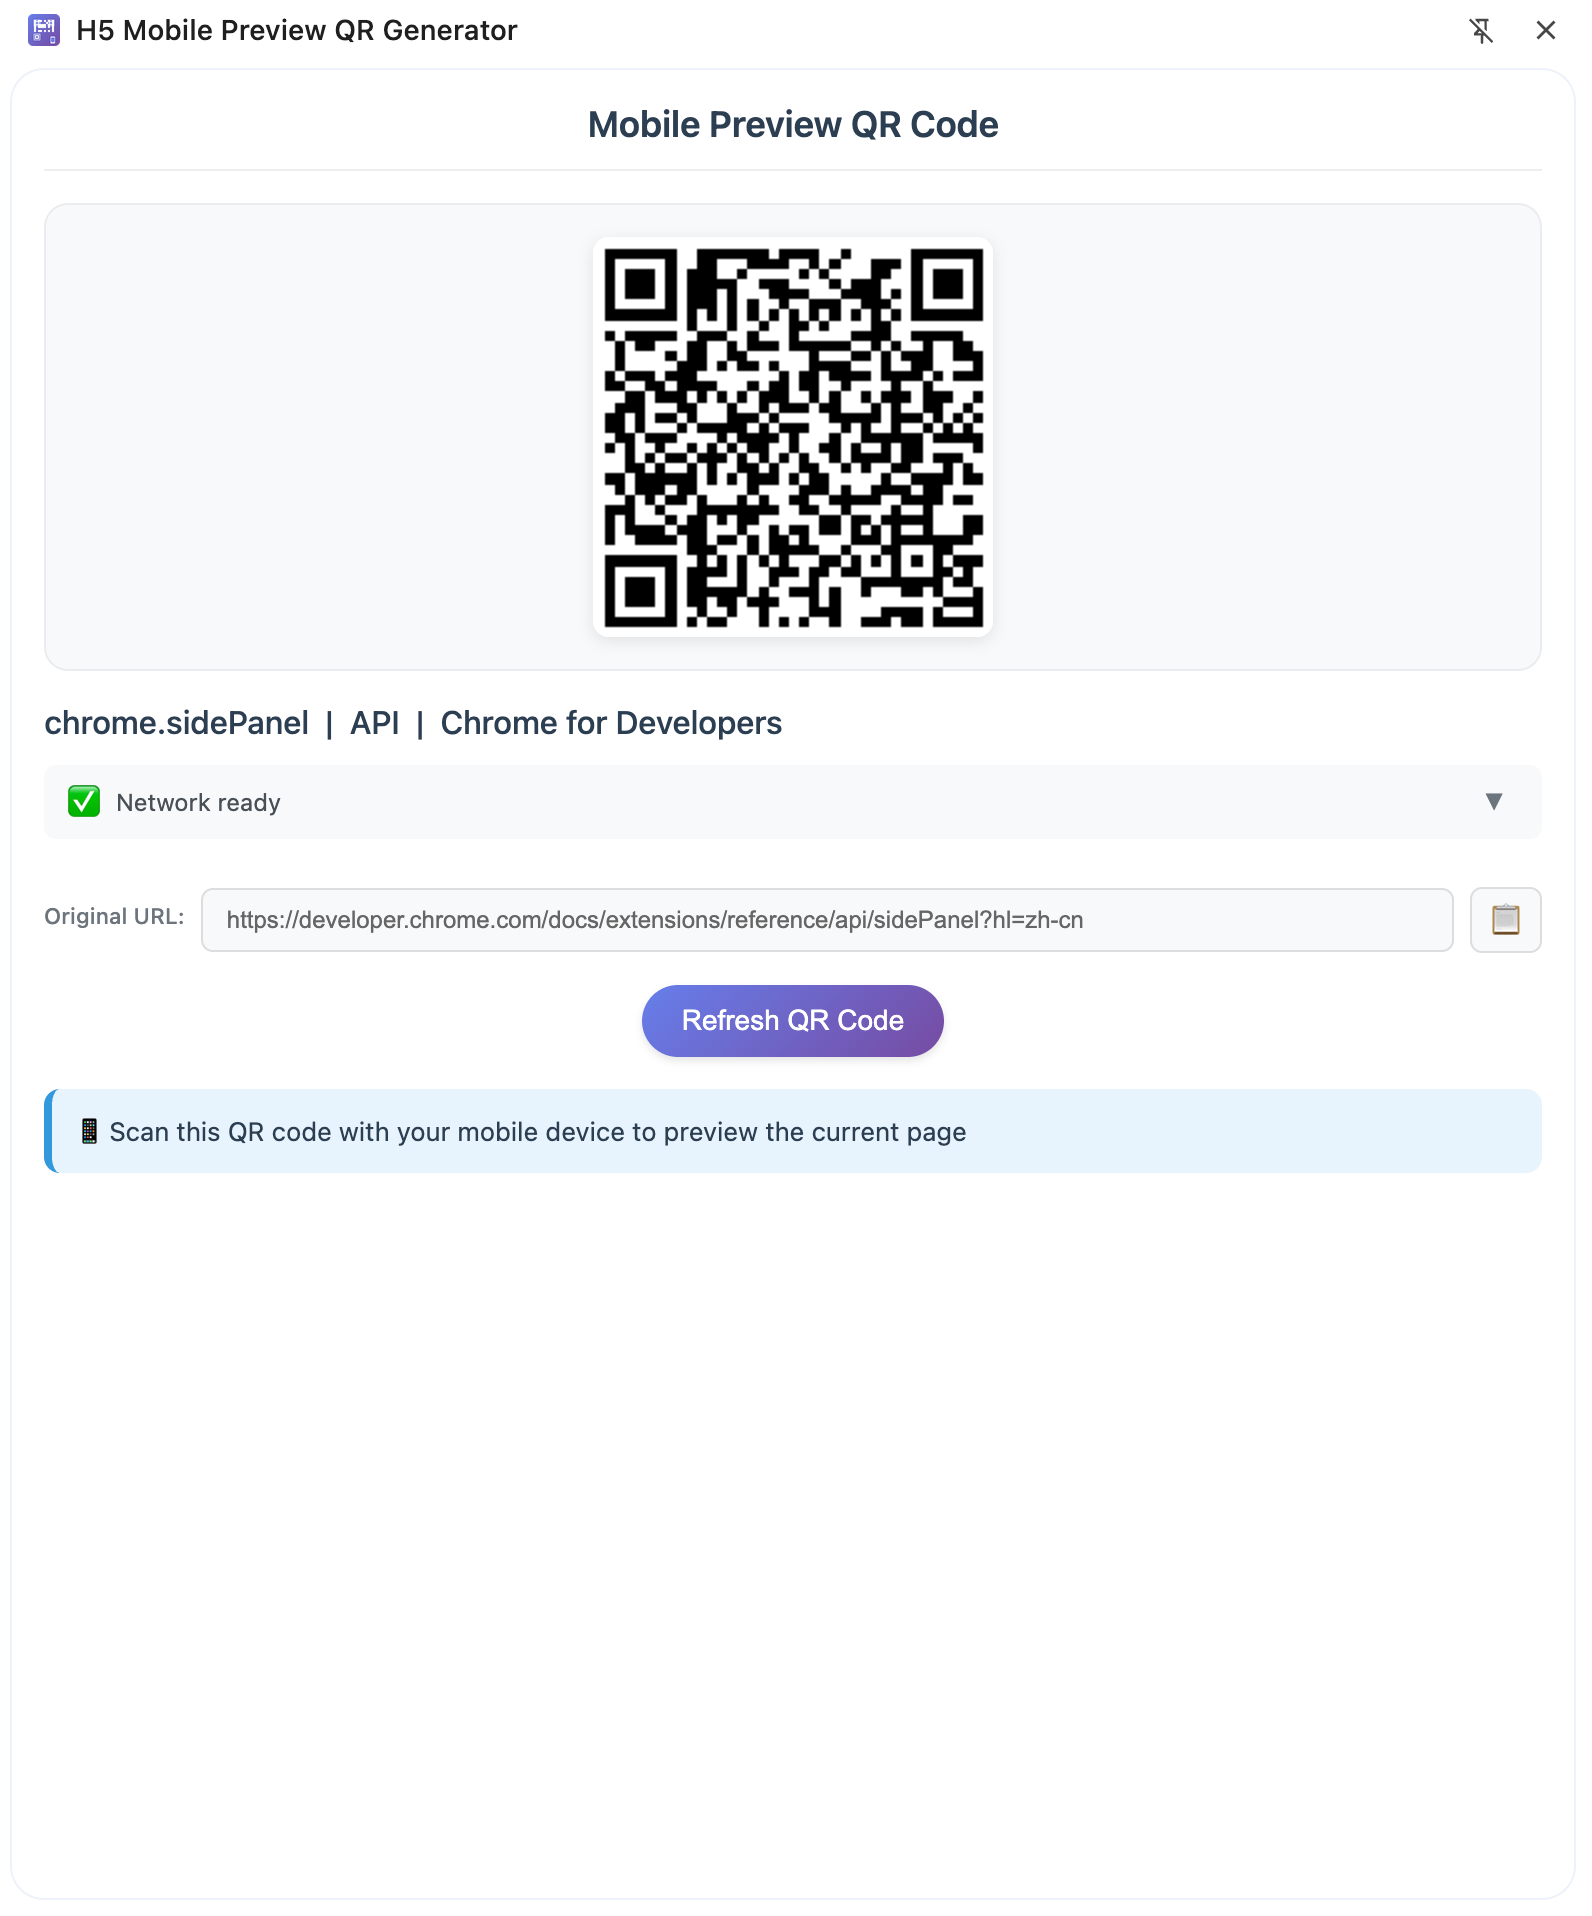 H5 Mobile Preview QR Generator
Mobile Preview QR Code
chrome.sidePanel | API | Chrome for Developers
Network ready
Original URL:
https://developer.chrome.com/docs/extensions/reference/api/sidePanel?hl=zh-cn
Refresh QR Code
Scan this QR code with your mobile device to preview the current page